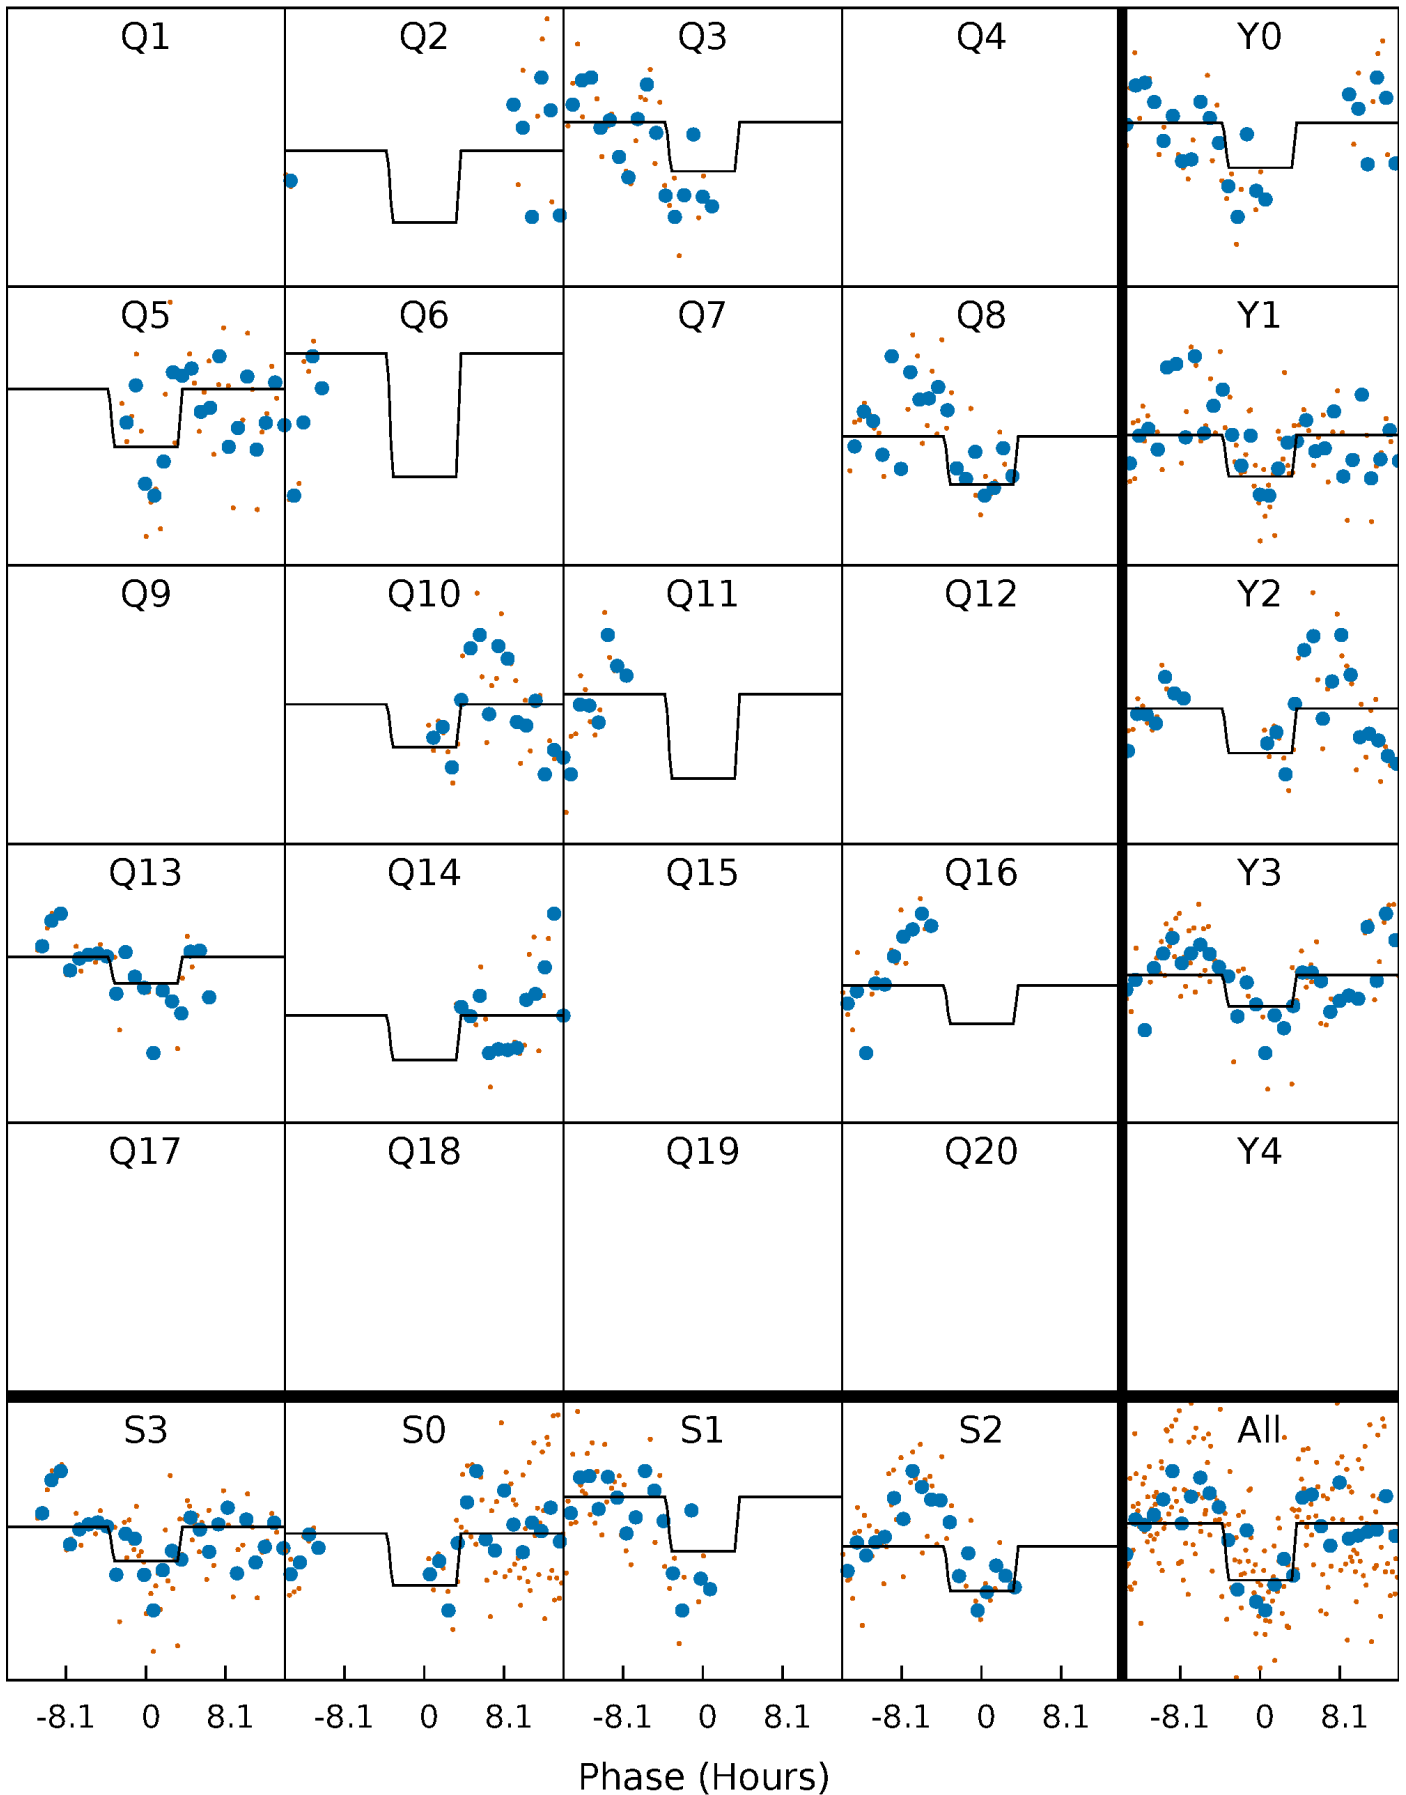 Q1 Q2 Q3 Q4 Y0
Q5 Q6 Q7 Q8 Y1
Q9 Q10 Q11 Q12 Y2
Q13 Q14 Q15 Q16 Y3
Q17 Q18 Q19 Q20 Y4
S3 S0 S1 S2 All
-8.1 0 8.1 -8.1 0 8.1 -8.1 0 8.1 -8.1 0 8.1 -8.1 0 8.1
Phase (Hours)